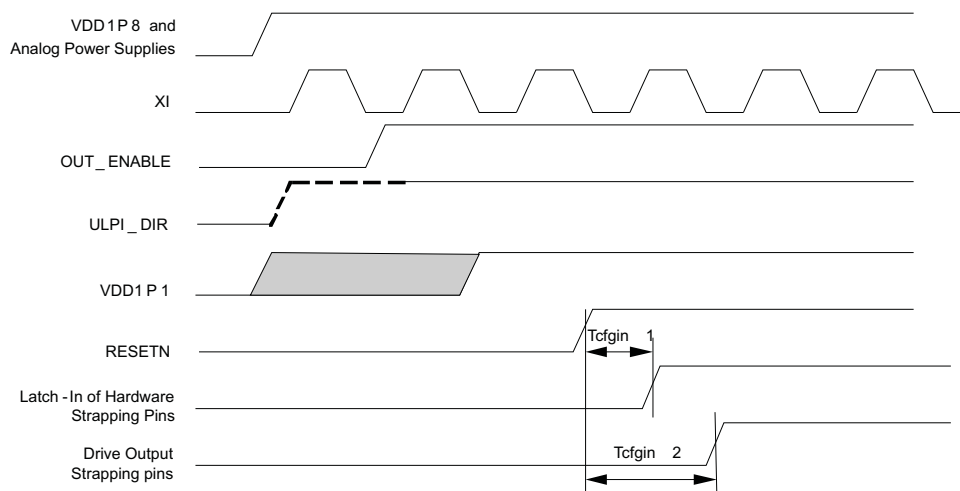 VDD1P8 and
Analog Power Supplies
XI
OUT_ENABLE
ULPI_DIR
VDD1P1
RESETN
Tcfgin 1
Latch-In of Hardware
Strapping Pins
Drive Output
Strapping pins
Tcfgin 2